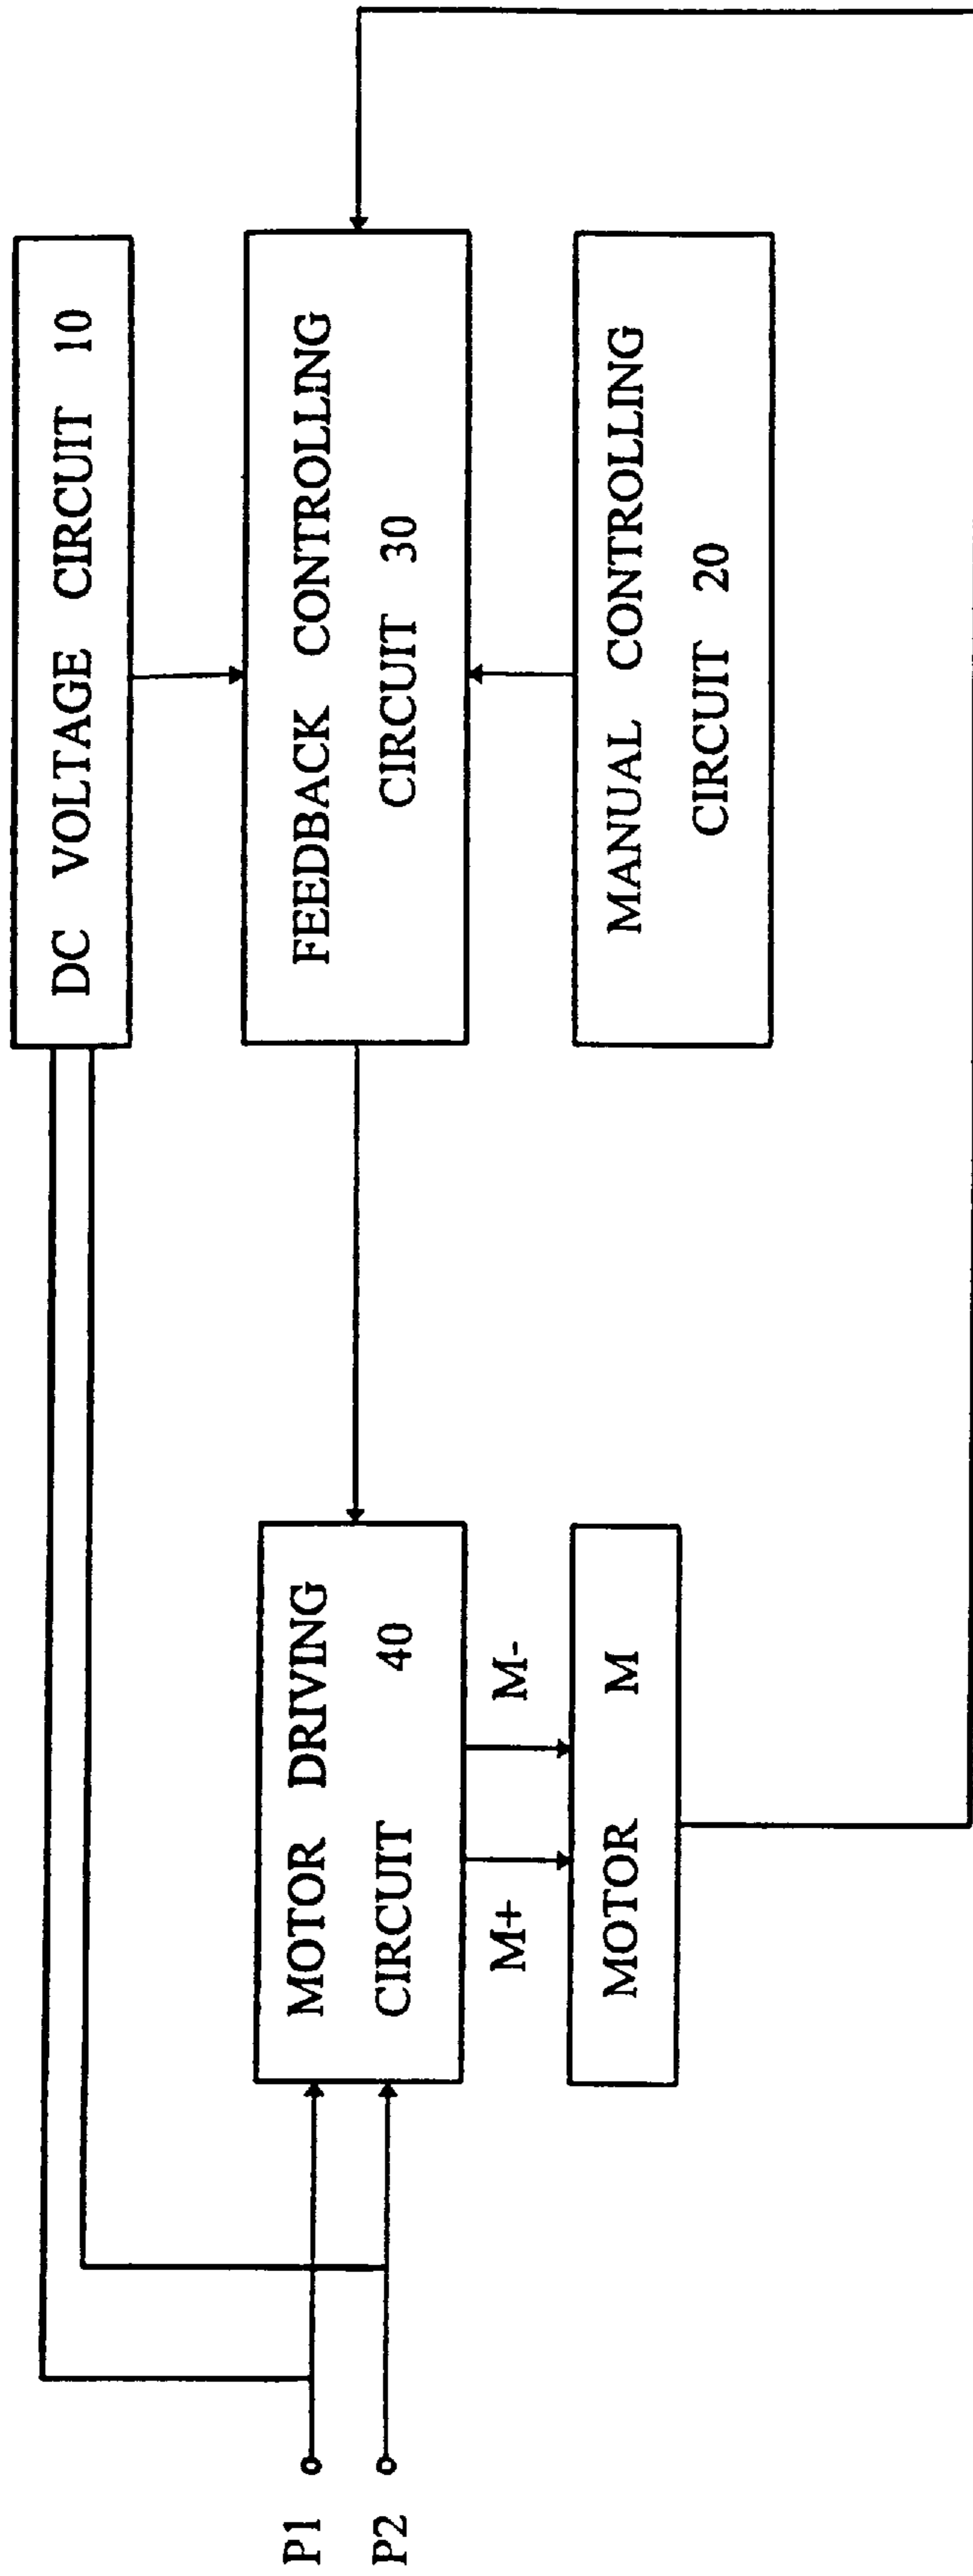 DC VOLTAGE CIRCUIT 10
FEEDBACK CONTROLLING
CIRCUIT 30
MANUAL CONTROLLING
CIRCUIT 20
MOTOR DRIVING
CIRCUIT 40
M+ M-
MOTOR M
P1
P2